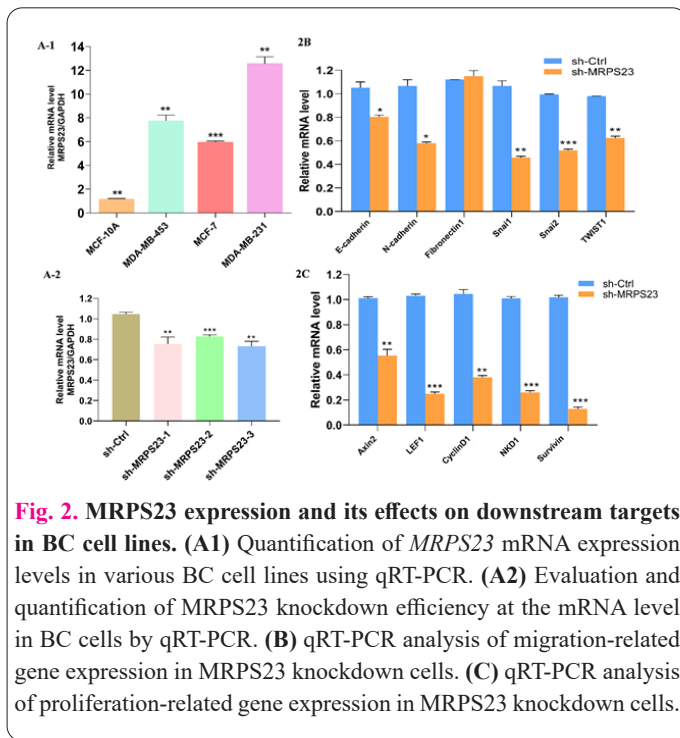 A-1
Relative mRNA level
MRPS23/GAPDH
14
12
10
8
6
4
2
0
**
**
***
**
MCF-10A
MDA-MB-453
MCF-7
MDA-MB-231
2B
sh-Ctrl
sh-MRPS23
Relative mRNA level
1.2
1.0
0.8
0.6
0.4
0.2
0.0
*
*
**
***
**
E-cadherin
N-cadherin
Fibronectin1
Snal1
Snal2
TWIST1
A-2
Relative mRNA level
MRPS23/GAPDH
1.2
1.0
0.8
0.6
0.4
0.2
0.0
**
***
**
sh-Ctrl
sh-MRPS23-1
sh-MRPS23-2
sh-MRPS23-3
2C
sh-Ctrl
sh-MRPS23
Relative mRNA level
1.2
1.0
0.8
0.6
0.4
0.2
0.0
**
***
**
***
***
Axin2
LEF1
CyclinD1
NKD1
Survivin
Fig. 2. MRPS23 expression and its effects on downstream targets
in BC cell lines. (A1) Quantification of MRPS23 mRNA expression
levels in various BC cell lines using qRT-PCR. (A2) Evaluation and
quantification of MRPS23 knockdown efficiency at the mRNA level
in BC cells by qRT-PCR. (B) qRT-PCR analysis of migration-related
gene expression in MRPS23 knockdown cells. (C) qRT-PCR analysis
of proliferation-related gene expression in MRPS23 knockdown cells.